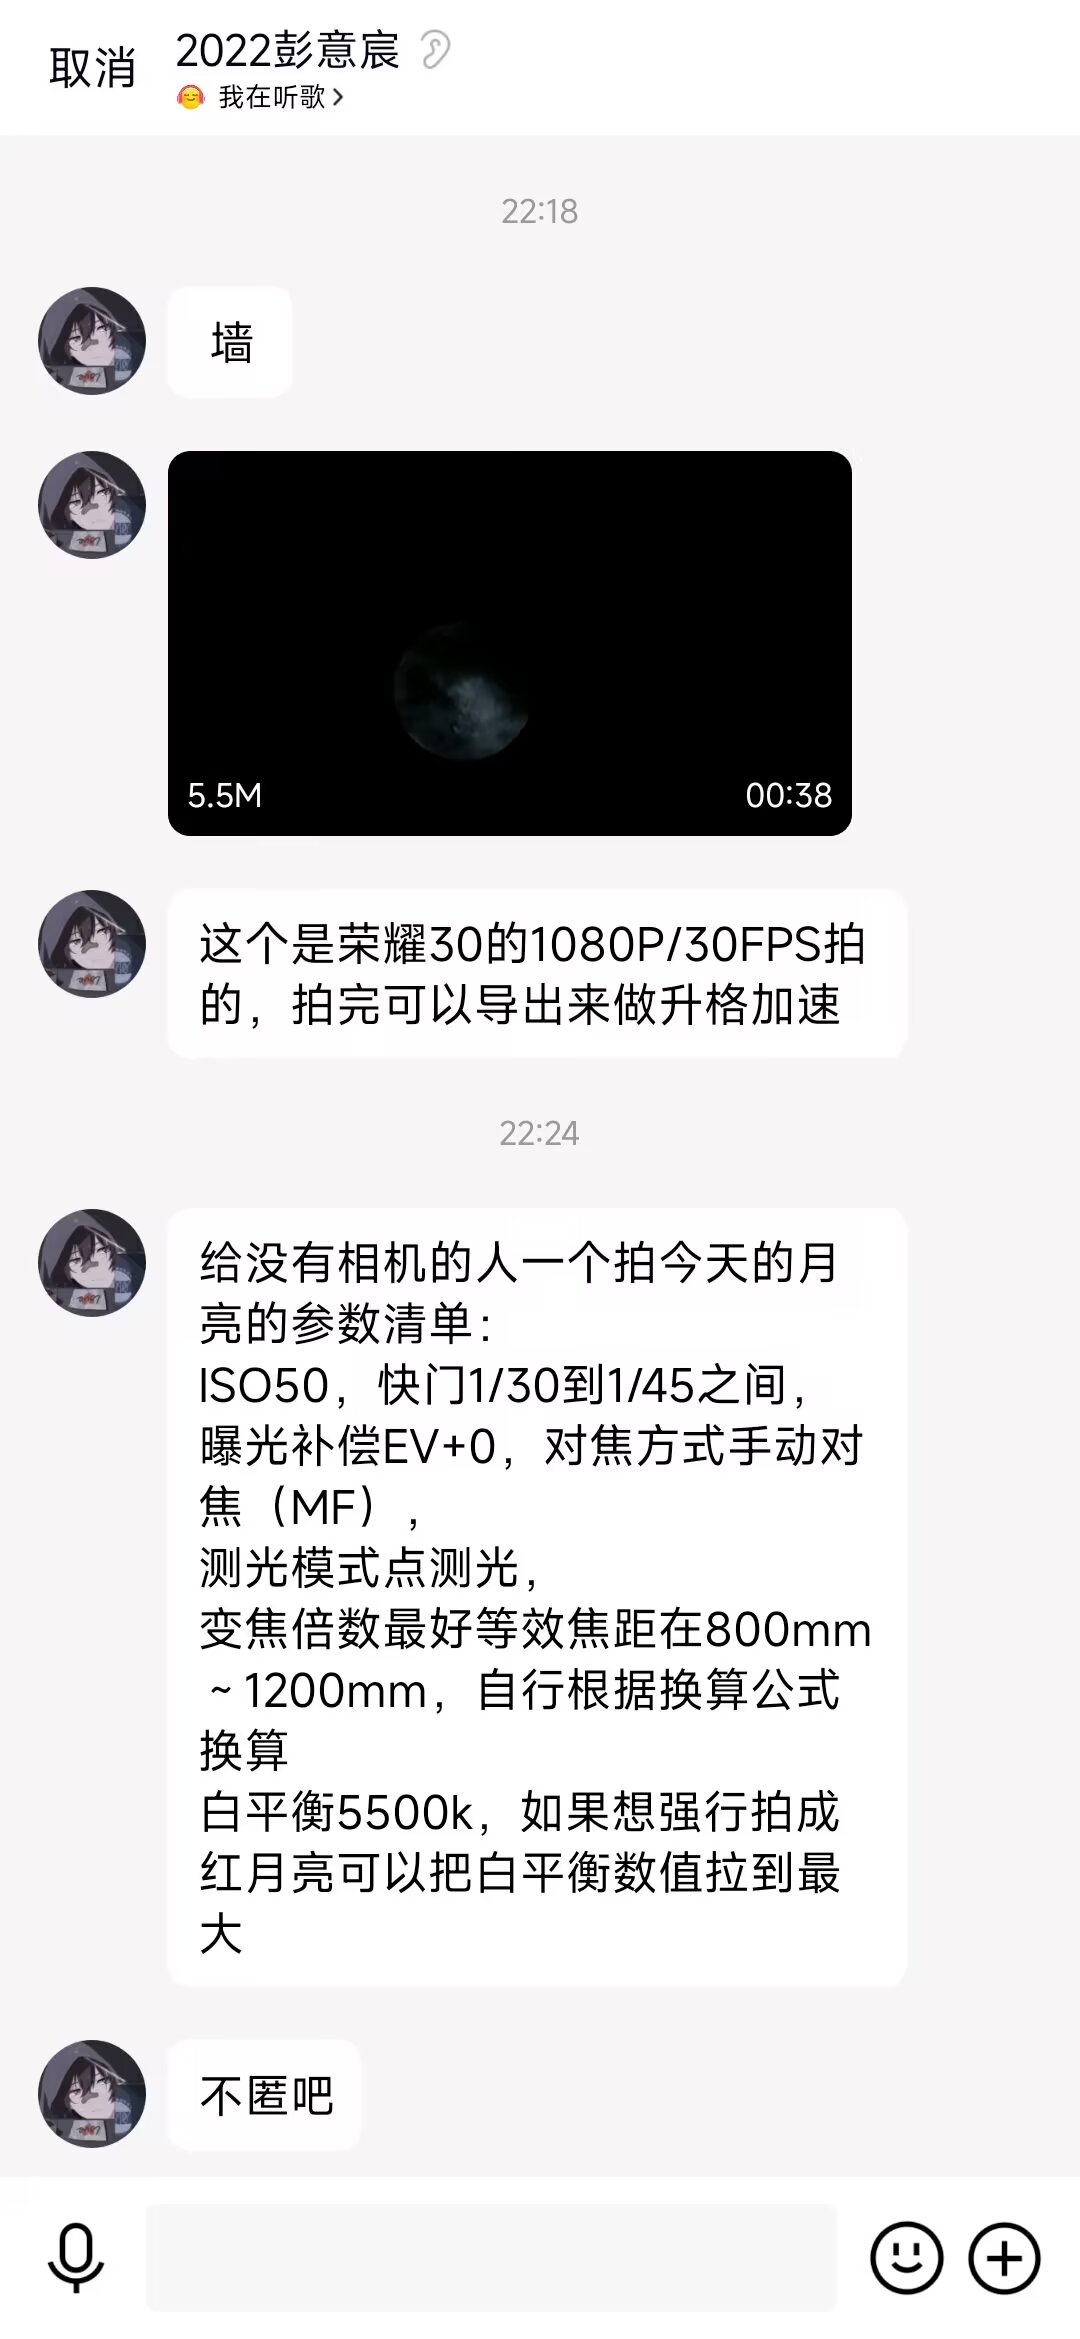 取消
2022彭意宸
我在听歌
22:18
墙
5.5M
00:38
这个是荣耀30的1080P/30FPS拍
的，拍完可以导出来做升格加速
22:24
给没有相机的人一个拍今天的月
亮的参数清单：
ISO50，快门1/30到1/45之间，
曝光补偿EV+0，对焦方式手动对
焦（MF），
测光模式点测光，
变焦倍数最好等效焦距在800mm
~1200mm，自行根据换算公式
换算
白平衡5500k，如果想强行拍成
红月亮可以把白平衡数值拉到最
大
不匿吧